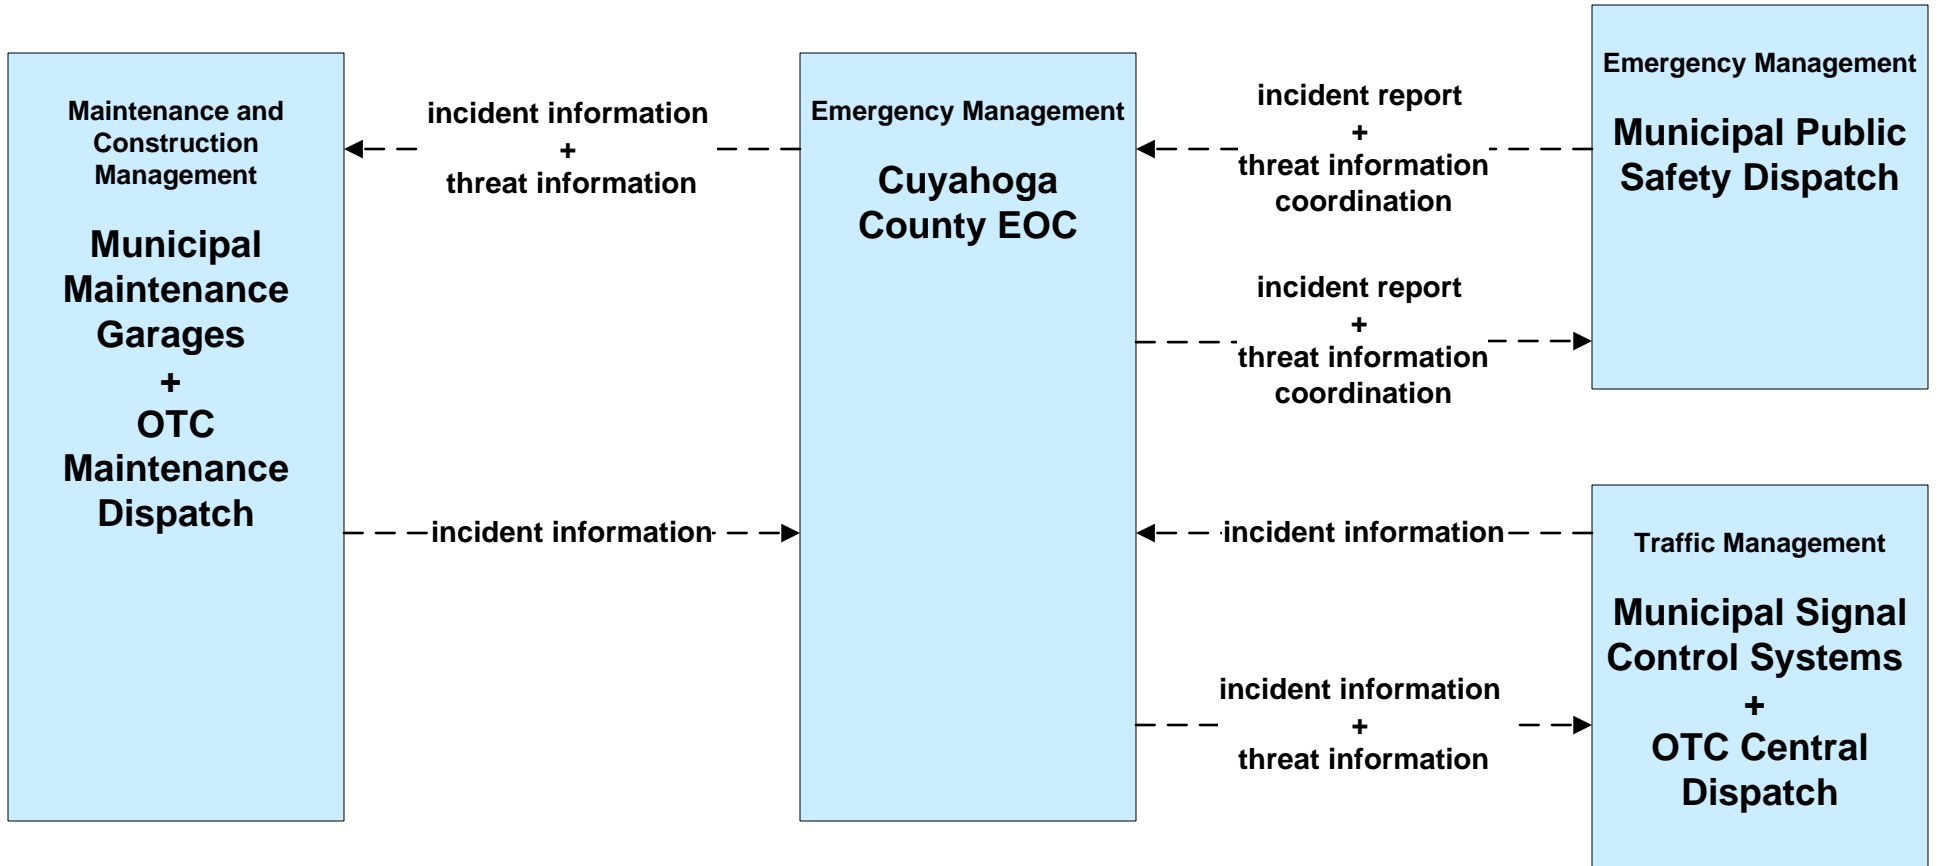 Maintenance and
Construction
Management
Municipal
Maintenance
Garages
+
OTC
Maintenance
Dispatch
incident information
+
threat information
incident information
Emergency Management
Cuyahoga
County EOC
incident report
+
threat information
coordination
incident report
+
threat information
coordination
incident information
incident information
+
threat information
Emergency Management
Municipal Public
Safety Dispatch
Traffic Management
Municipal Signal
Control Systems
+
OTC Central
Dispatch